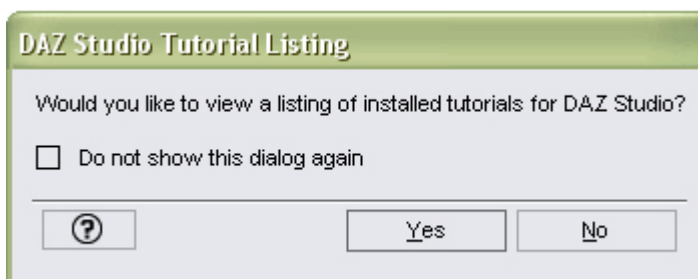 DAZ Studio Tutorial Listing
Would you like to view a listing of installed tutorials for DAZ Studio?
Do not show this dialog again
? Yes No